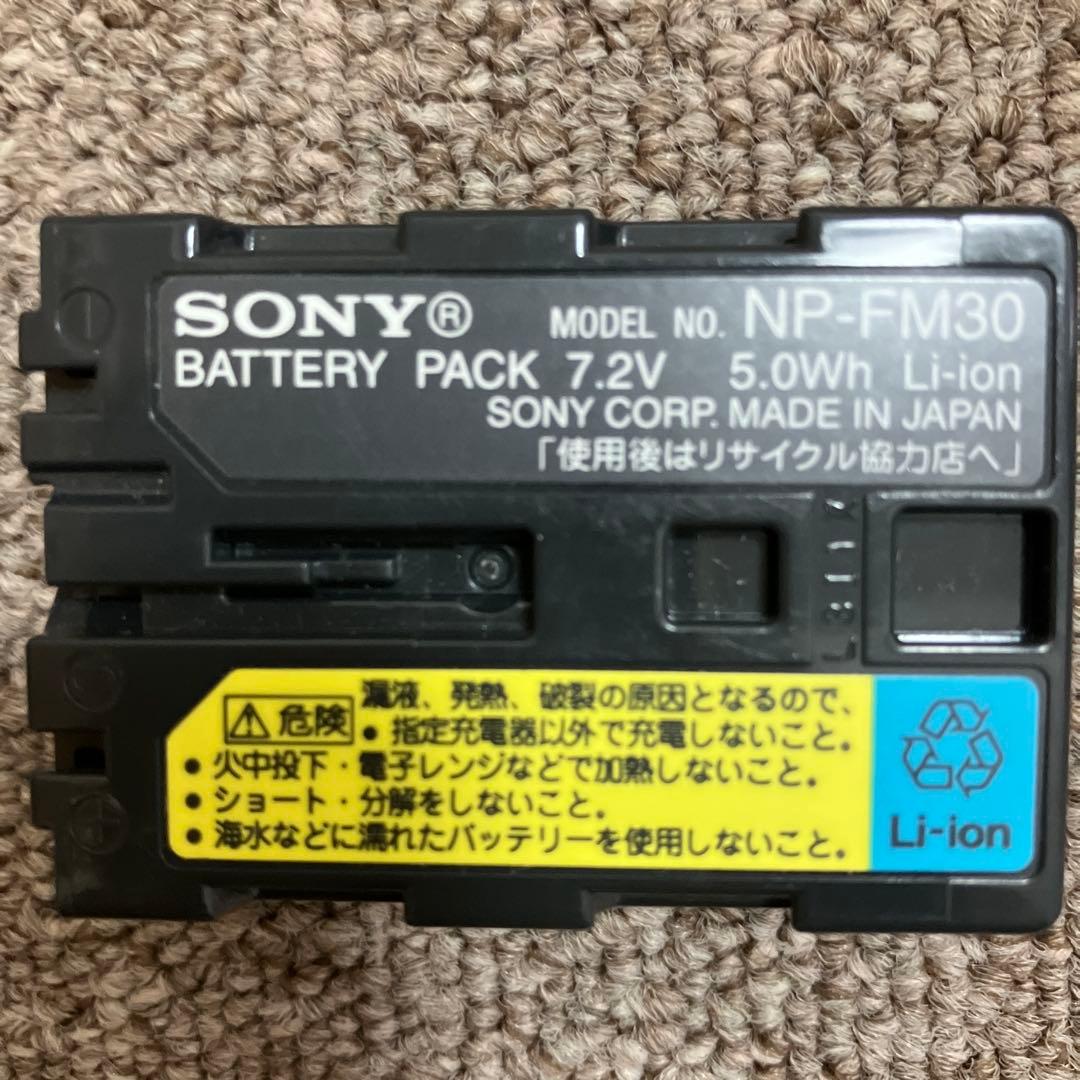 SONY®
MODEL NO. NP-FM30
BATTERY PACK 7.2V 5.0Wh Li-ion
SONY CORP. MADE IN JAPAN
「使用後はリサイクル協力店へ」
⚠危険
漏液、発熱、破裂の原因となるので、
• 指定充電器以外で充電しないこと。
• 火中投下・電子レンジなどで加熱しないこと。
• ショート・分解をしないこと。
• 海水などに濡れたバッテリーを使用しないこと。
Li-ion